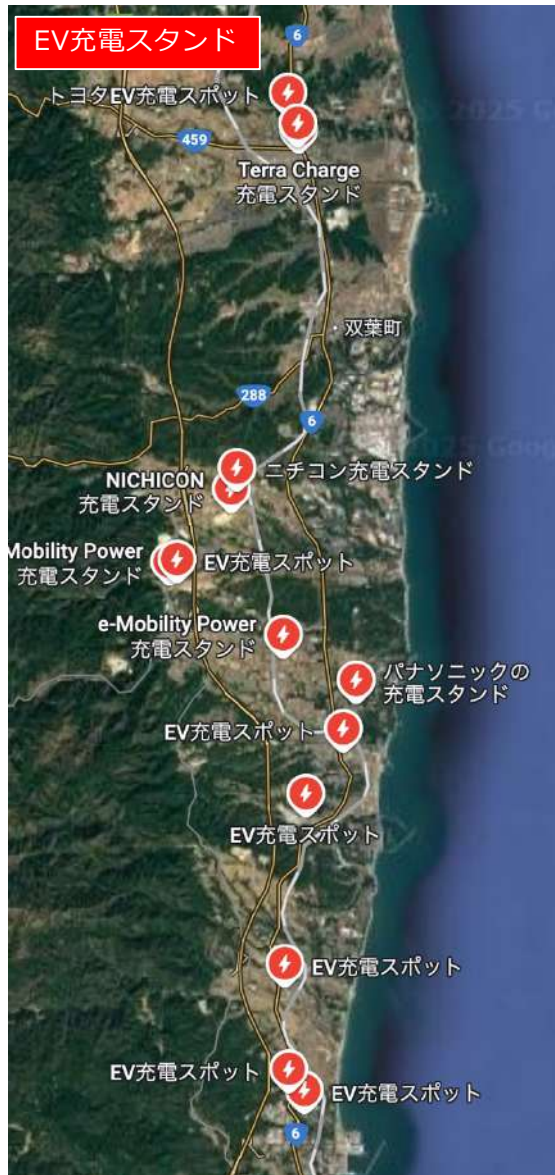 EV充電スタンド
6
トヨタEV充電スポット
2025 Go
459
Terra Charge
充電スタンド
双葉町
288
6
2025 Goo
ニチコン充電スタンド
NICHICON
充電スタンド
Mobility Power
充電スタンド
EV充電スポット
e-Mobility Power
充電スタンド
パナソニックの
充電スタンド
EV充電スポット
EV充電スポット
EV充電スポット
EV充電スポット
EV充電スポット
6